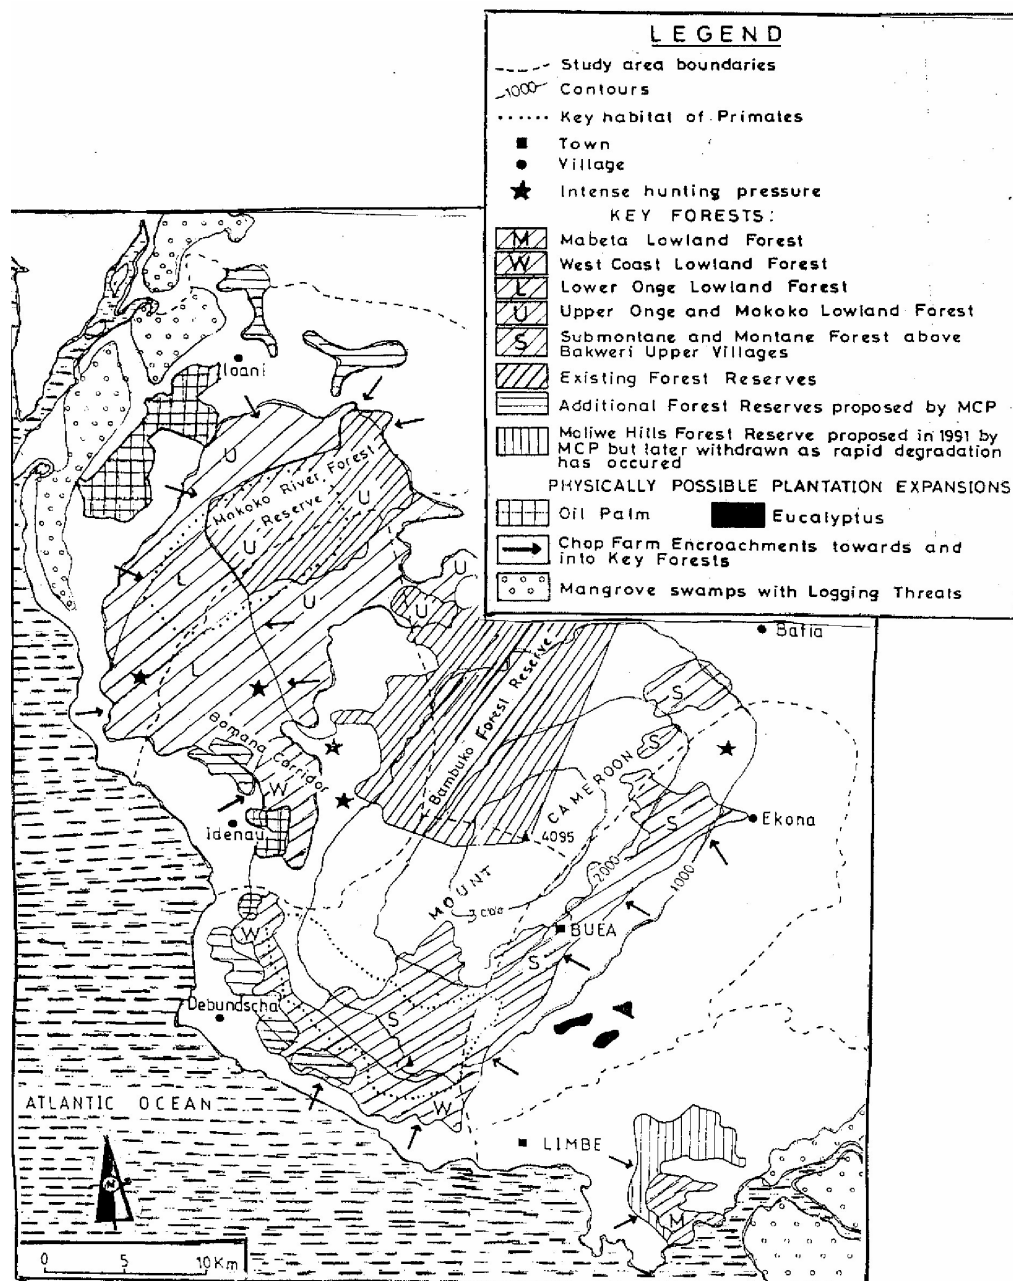 LEGEND
Study area boundaries
1000 Contours
Key habital of Primates
Town
Village
Intense hunting pressure
KEY FORESTS:
M Mabeta Lowland Forest
W West Coast Lowland Forest
L Lower Onge Lowland Forest
U Upper Onge and Mokoko Lowland Forest
S Submontane and Montane Forest above
Bakweri Upper Villages
Existing Forest Reserves
Additional Forest Reserves proposed by MCP
Moliwe Hills Forest Reserve proposed in 1991 by
MCP but later withdrawn as rapid degradation
has occured
PHYSICALLY POSSIBLE PLANTATION EXPANSIONS
Oil Palm
Eucalyptus
Chop Farm Encroachments towards and
into Key Forests
Mangrove swamps with Logging Threats
Iloani
U
Mokoko River Forest
Reserve
U
U
U
L
U
U
L
Bafia
Bambuko Forest Reserve
S
S
Bomana Corridor
W
Idenau
MOUNT CAMEROON
4095
S
Ekona
2000
1000
3000
W
BUEA
S
Debundscha
S
ATLANTIC OCEAN
W
LIMBE
M
N
0 5 10Km